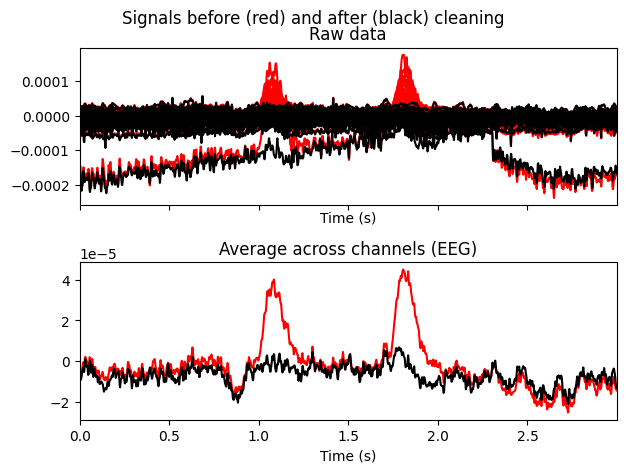 Signals before (red) and after (black) cleaning
Raw data
0.0001
0.0000
−0.0001
−0.0002
Time (s)
Average across channels (EEG)
1e−5
4
2
0
−2
0.0 0.5 1.0 1.5 2.0 2.5
Time (s)